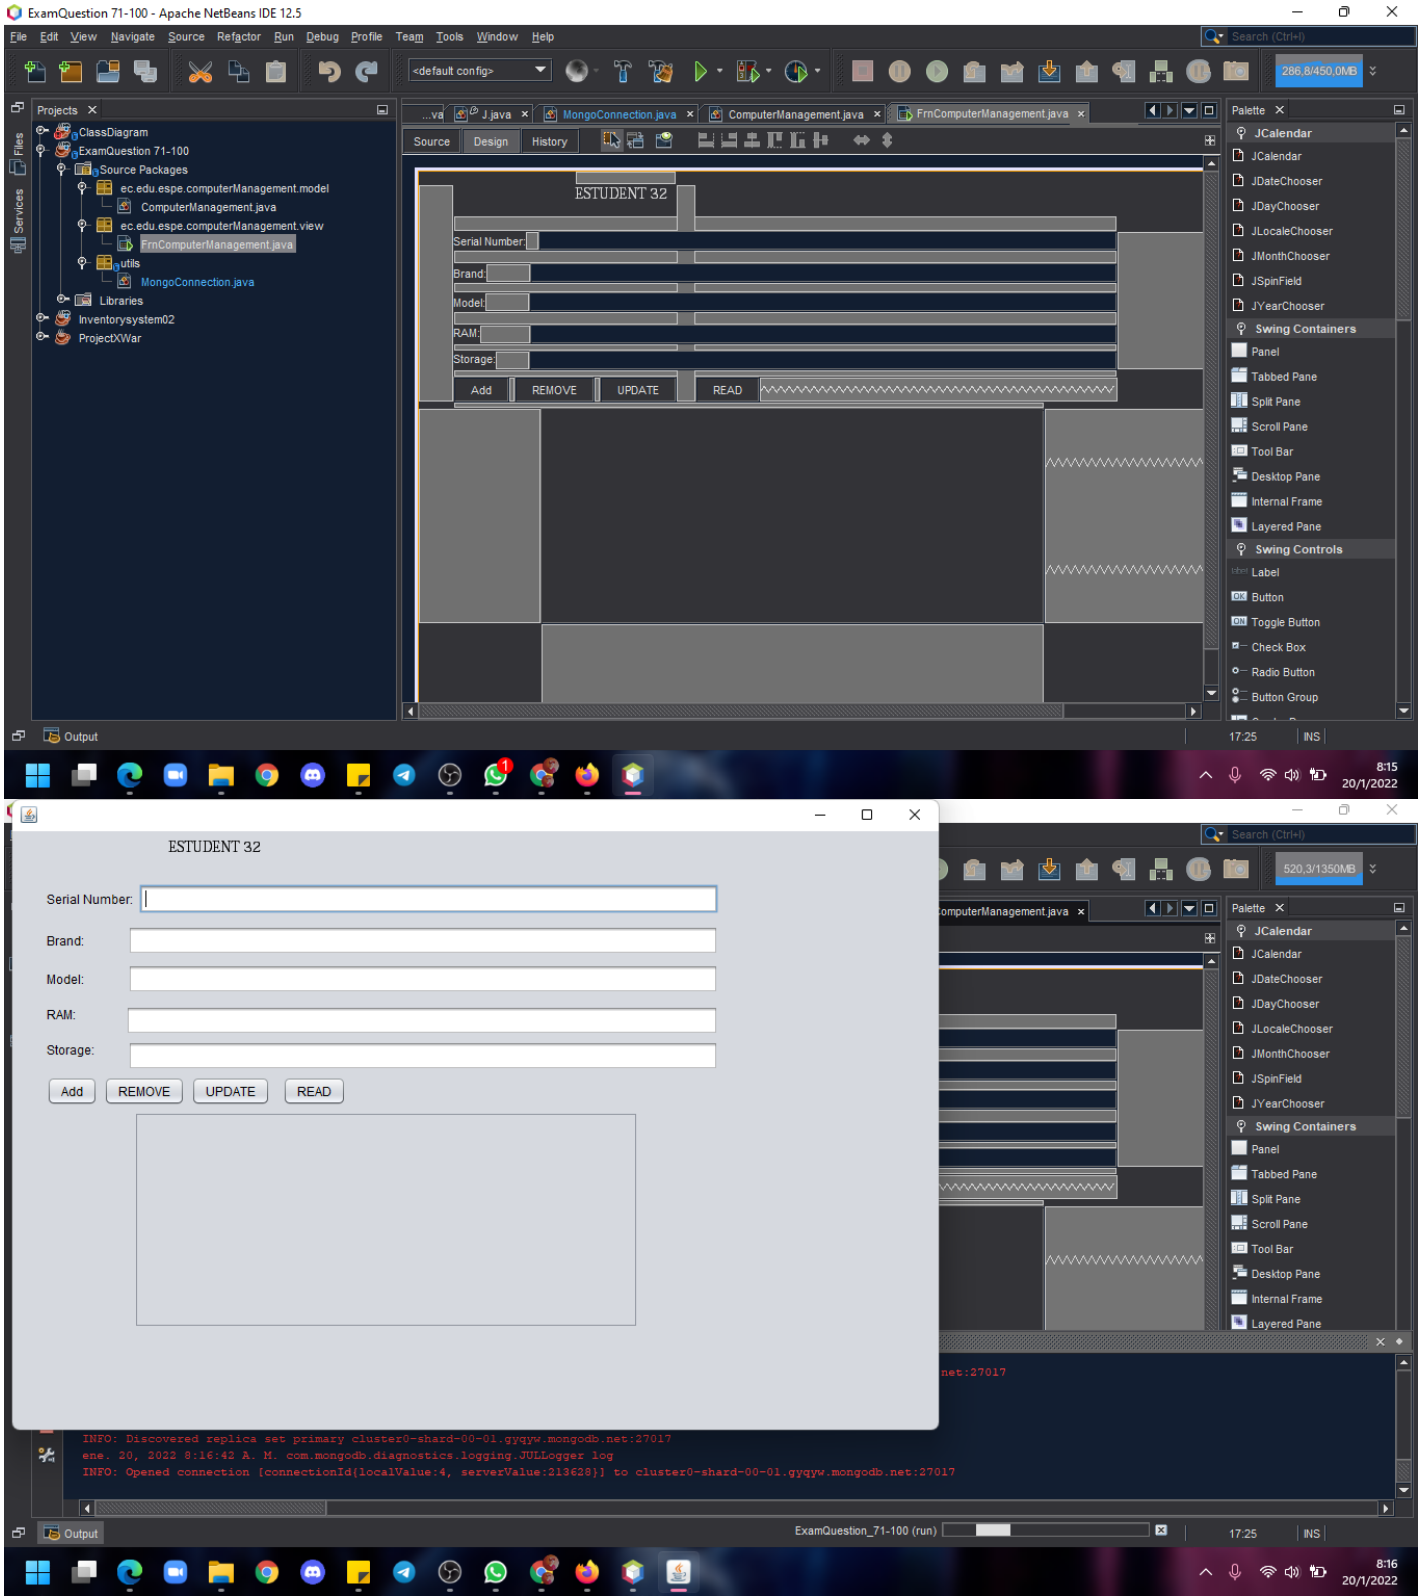 ExamQuestion 71-100 - Apache NetBeans IDE 12.5
File Edit View Navigate Source Refactor Run Debug Profile Team Tools Window Help
Search (Ctrl+I)
<default config>
286,8/450,0MB
Projects
...va
J.java
MongoConnection.java
ComputerManagement.java
FrnComputerManagement.java
Palette
Source Design History
Files
Services
ClassDiagram
ExamQuestion 71-100
Source Packages
ec.edu.espe.computerManagement.model
ComputerManagement.java
ec.edu.espe.computerManagement.view
FrnComputerManagement.java
utils
MongoConnection.java
Libraries
Inventorysystem02
ProjectXWar
ESTUDENT 32
Serial Number:
Brand:
Model:
RAM:
Storage:
Add REMOVE UPDATE READ
JCalendar
JCalendar
JDateChooser
JDayChooser
JLocaleChooser
JMonthChooser
JSpinField
JYearChooser
Swing Containers
Panel
Tabbed Pane
Split Pane
Scroll Pane
Tool Bar
Desktop Pane
Internal Frame
Layered Pane
Swing Controls
Label
OK Button
ON Toggle Button
Check Box
Radio Button
Button Group
Output
17:25 INS
1
8:15
20/1/2022
ESTUDENT 32
Serial Number:
Brand:
Model:
RAM:
Storage:
Add REMOVE UPDATE READ
Search (Ctrl+I)
520,3/1350MB
ComputerManagement.java
Palette
JCalendar
JCalendar
JDateChooser
JDayChooser
JLocaleChooser
JMonthChooser
JSpinField
JYearChooser
Swing Containers
Panel
Tabbed Pane
Split Pane
Scroll Pane
Tool Bar
Desktop Pane
Internal Frame
Layered Pane
net:27017
INFO: Discovered replica set primary cluster0-shard-00-01.gyqyw.mongodb.net:27017
ene. 20, 2022 8:16:42 A. M. com.mongodb.diagnostics.logging.JULLogger log
INFO: Opened connection [connectionId{localValue:4, serverValue:213628}] to cluster0-shard-00-01.gyqyw.mongodb.net:27017
Output
ExamQuestion_71-100 (run)
17:25 INS
8:16
20/1/2022